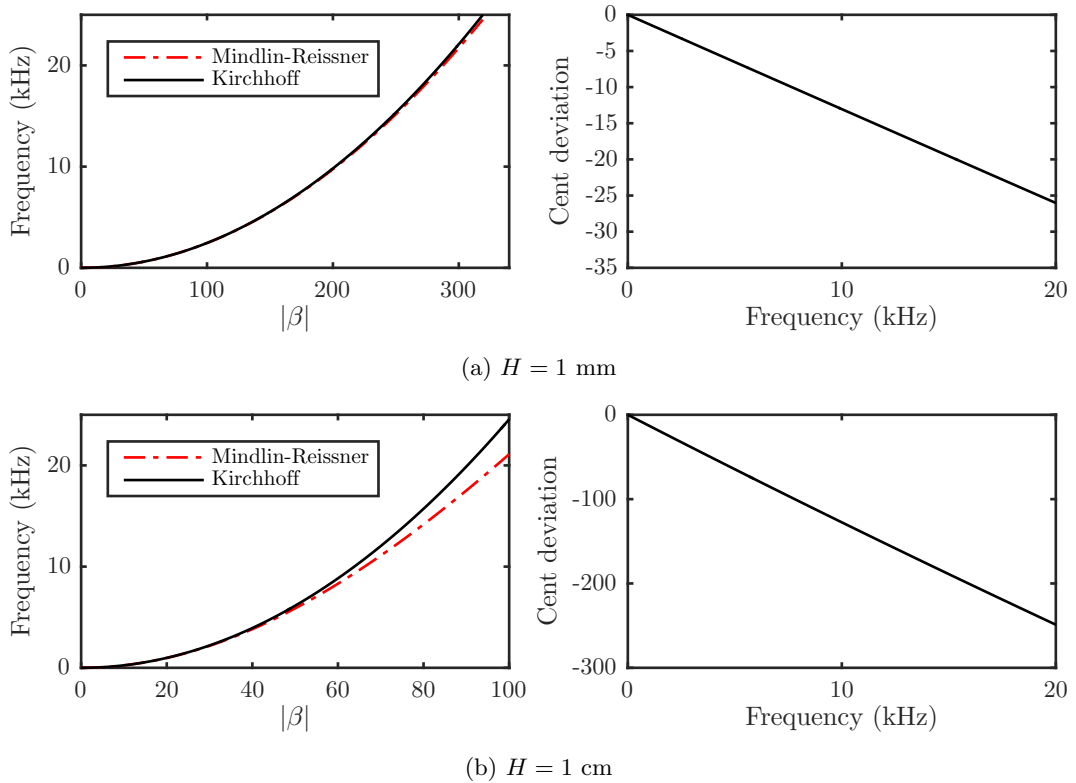 Frequency (kHz)
20
10
0
Mindlin-Reissner
Kirchhoff
0 100 200 300
|β|
Cent deviation
0
-5
-10
-15
-20
-25
-30
-35
0 10 20
Frequency (kHz)
(a) H = 1 mm
Frequency (kHz)
20
10
0
Mindlin-Reissner
Kirchhoff
0 20 40 60 80 100
|β|
Cent deviation
0
-100
-200
-300
0 10 20
Frequency (kHz)
(b) H = 1 cm